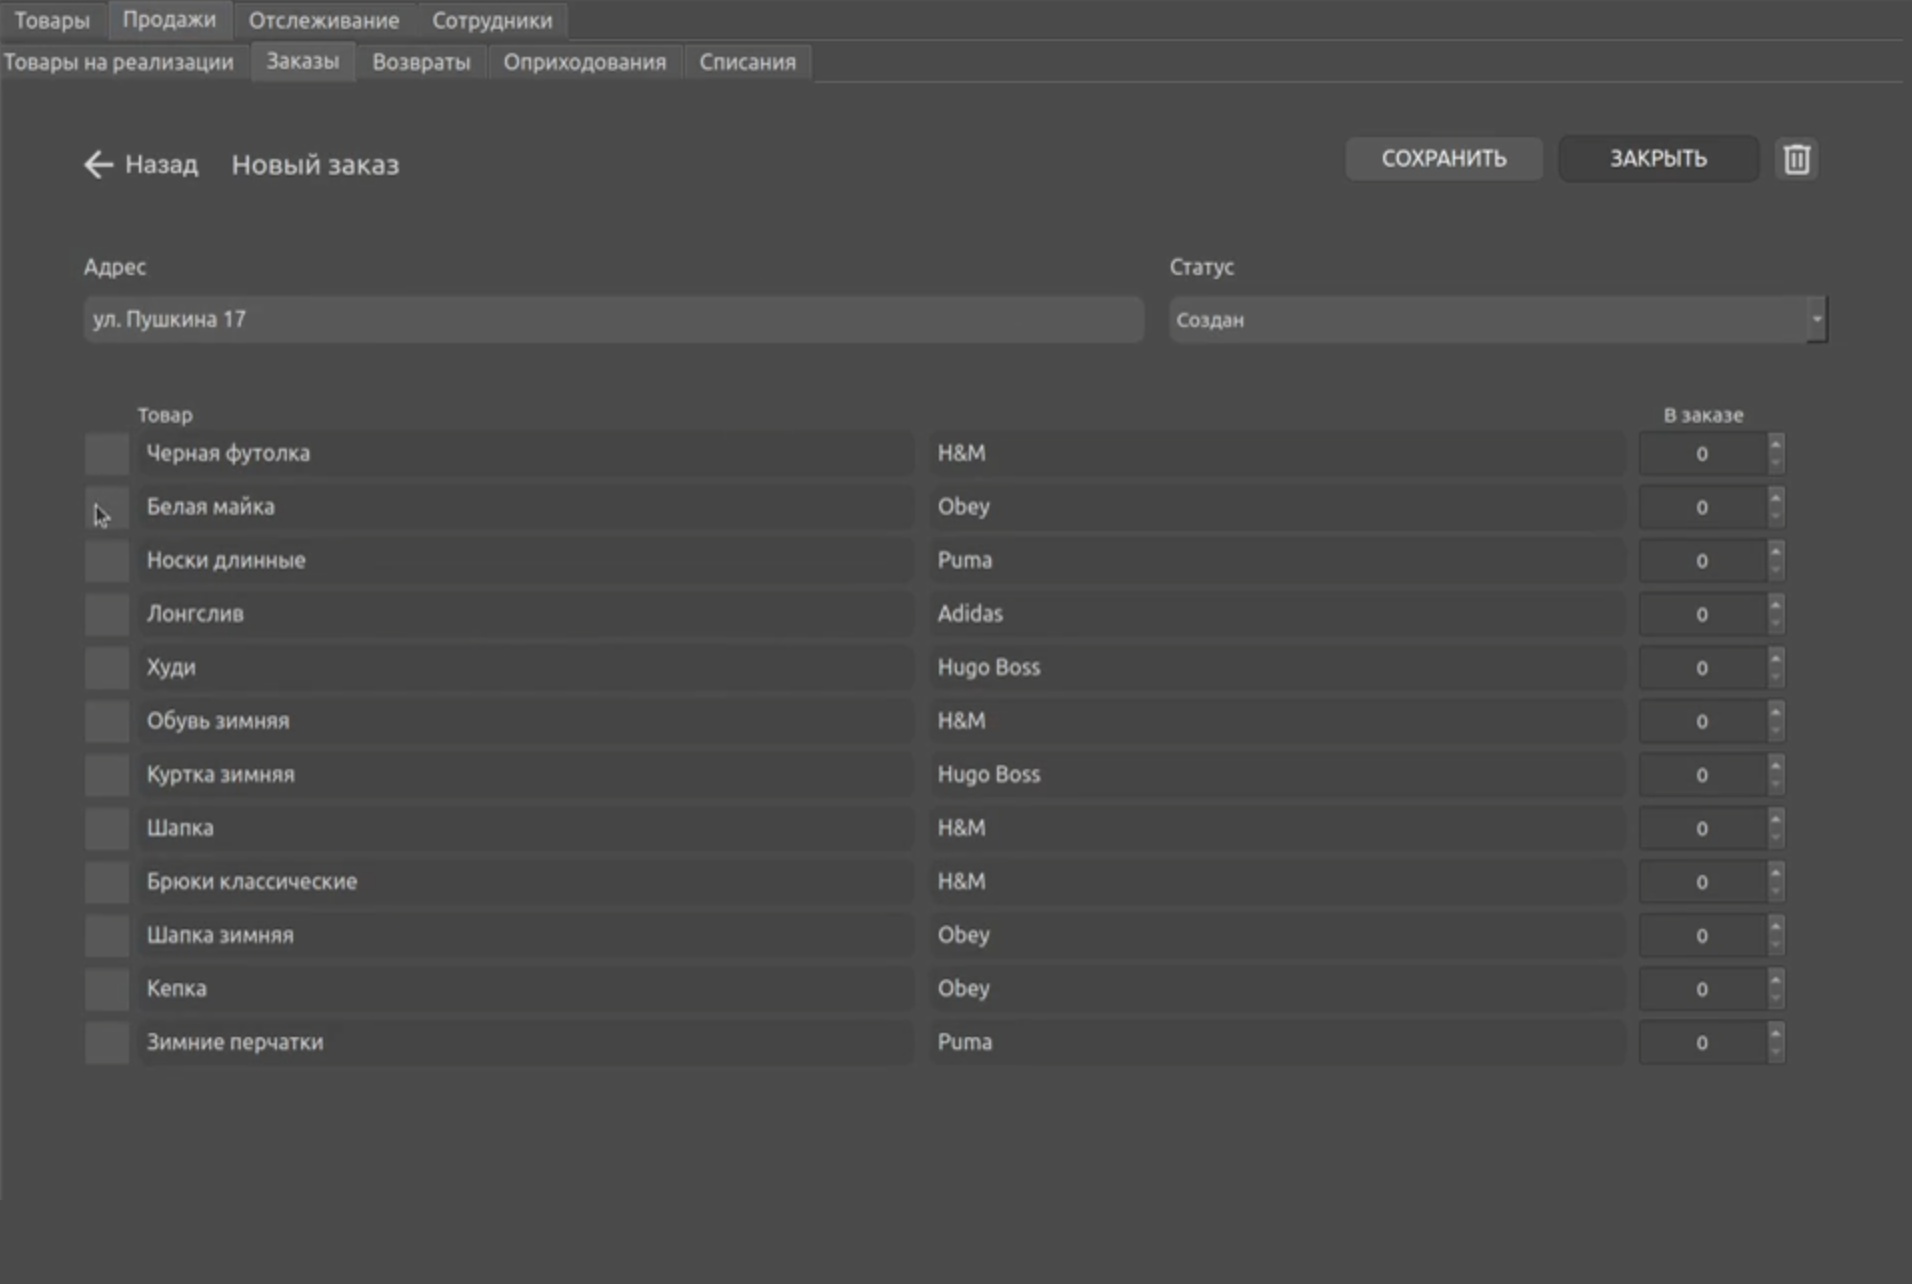 Товары Продажи Отслеживание Сотрудники
Товары на реализации Заказы Возвраты Оприходования Списания
Назад Новый заказ СОХРАНИТЬ ЗАКРЫТЬ
Адрес Статус
ул. Пушкина 17 Создан
Товар В заказе
Черная футолка H&M 0
Белая майка Obey 0
Носки длинные Puma 0
Лонгслив Adidas 0
Худи Hugo Boss 0
Обувь зимняя H&M 0
Куртка зимняя Hugo Boss 0
Шапка H&M 0
Брюки классические H&M 0
Шапка зимняя Obey 0
Кепка Obey 0
Зимние перчатки Puma 0